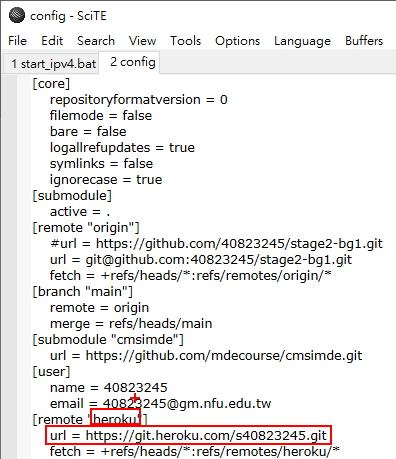 config - SciTE
File Edit Search View Tools Options Language Buffers
1 start_ipv4.bat 2 config
[core]
repositoryformatversion = 0
filemode = false
bare = false
logallrefupdates = true
symlinks = false
ignorecase = true
[submodule]
active = .
[remote "origin"]
#url = https://github.com/40823245/stage2-bg1.git
url = git@github.com:40823245/stage2-bg1.git
fetch = +refs/heads/*:refs/remotes/origin/*
[branch "main"]
remote = origin
merge = refs/heads/main
[submodule "cmsimde"]
url = https://github.com/mdecourse/cmsimde.git
[user]
name = 40823245
email = 40823245@gm.nfu.edu.tw
[remote "heroku"]
url = https://git.heroku.com/s40823245.git
fetch = +refs/heads/*:refs/remotes/heroku/*